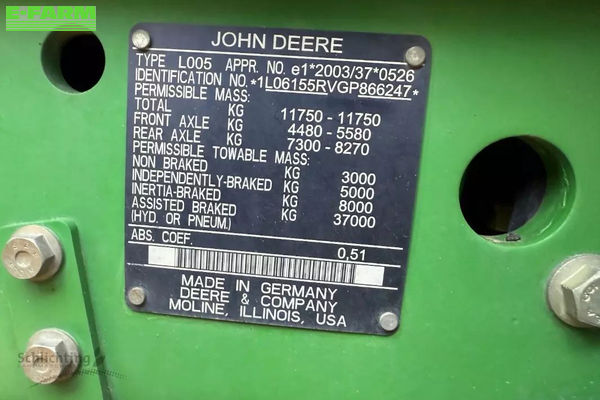 FARM
JOHN DEERE
TYPE L005 APPR. NO. e1*2003/37*0526
IDENTIFICATION NO.*1L06155RVGP866247*
PERMISSIBLE MASS:
TOTAL KG 11750 - 11750
FRONT AXLE KG 4480 - 5580
REAR AXLE KG 7300 - 8270
PERMISSIBLE TOWABLE MASS:
NON BRAKED KG 3000
INDEPENDENTLY-BRAKED KG 5000
INERTIA-BRAKED KG 8000
ASSISTED BRAKED KG 37000
(HYD. OR PNEUM.)
ABS. COEF. 0,51
MADE IN GERMANY
DEERE & COMPANY
MOLINE, ILLINOIS, USA
Schlichting